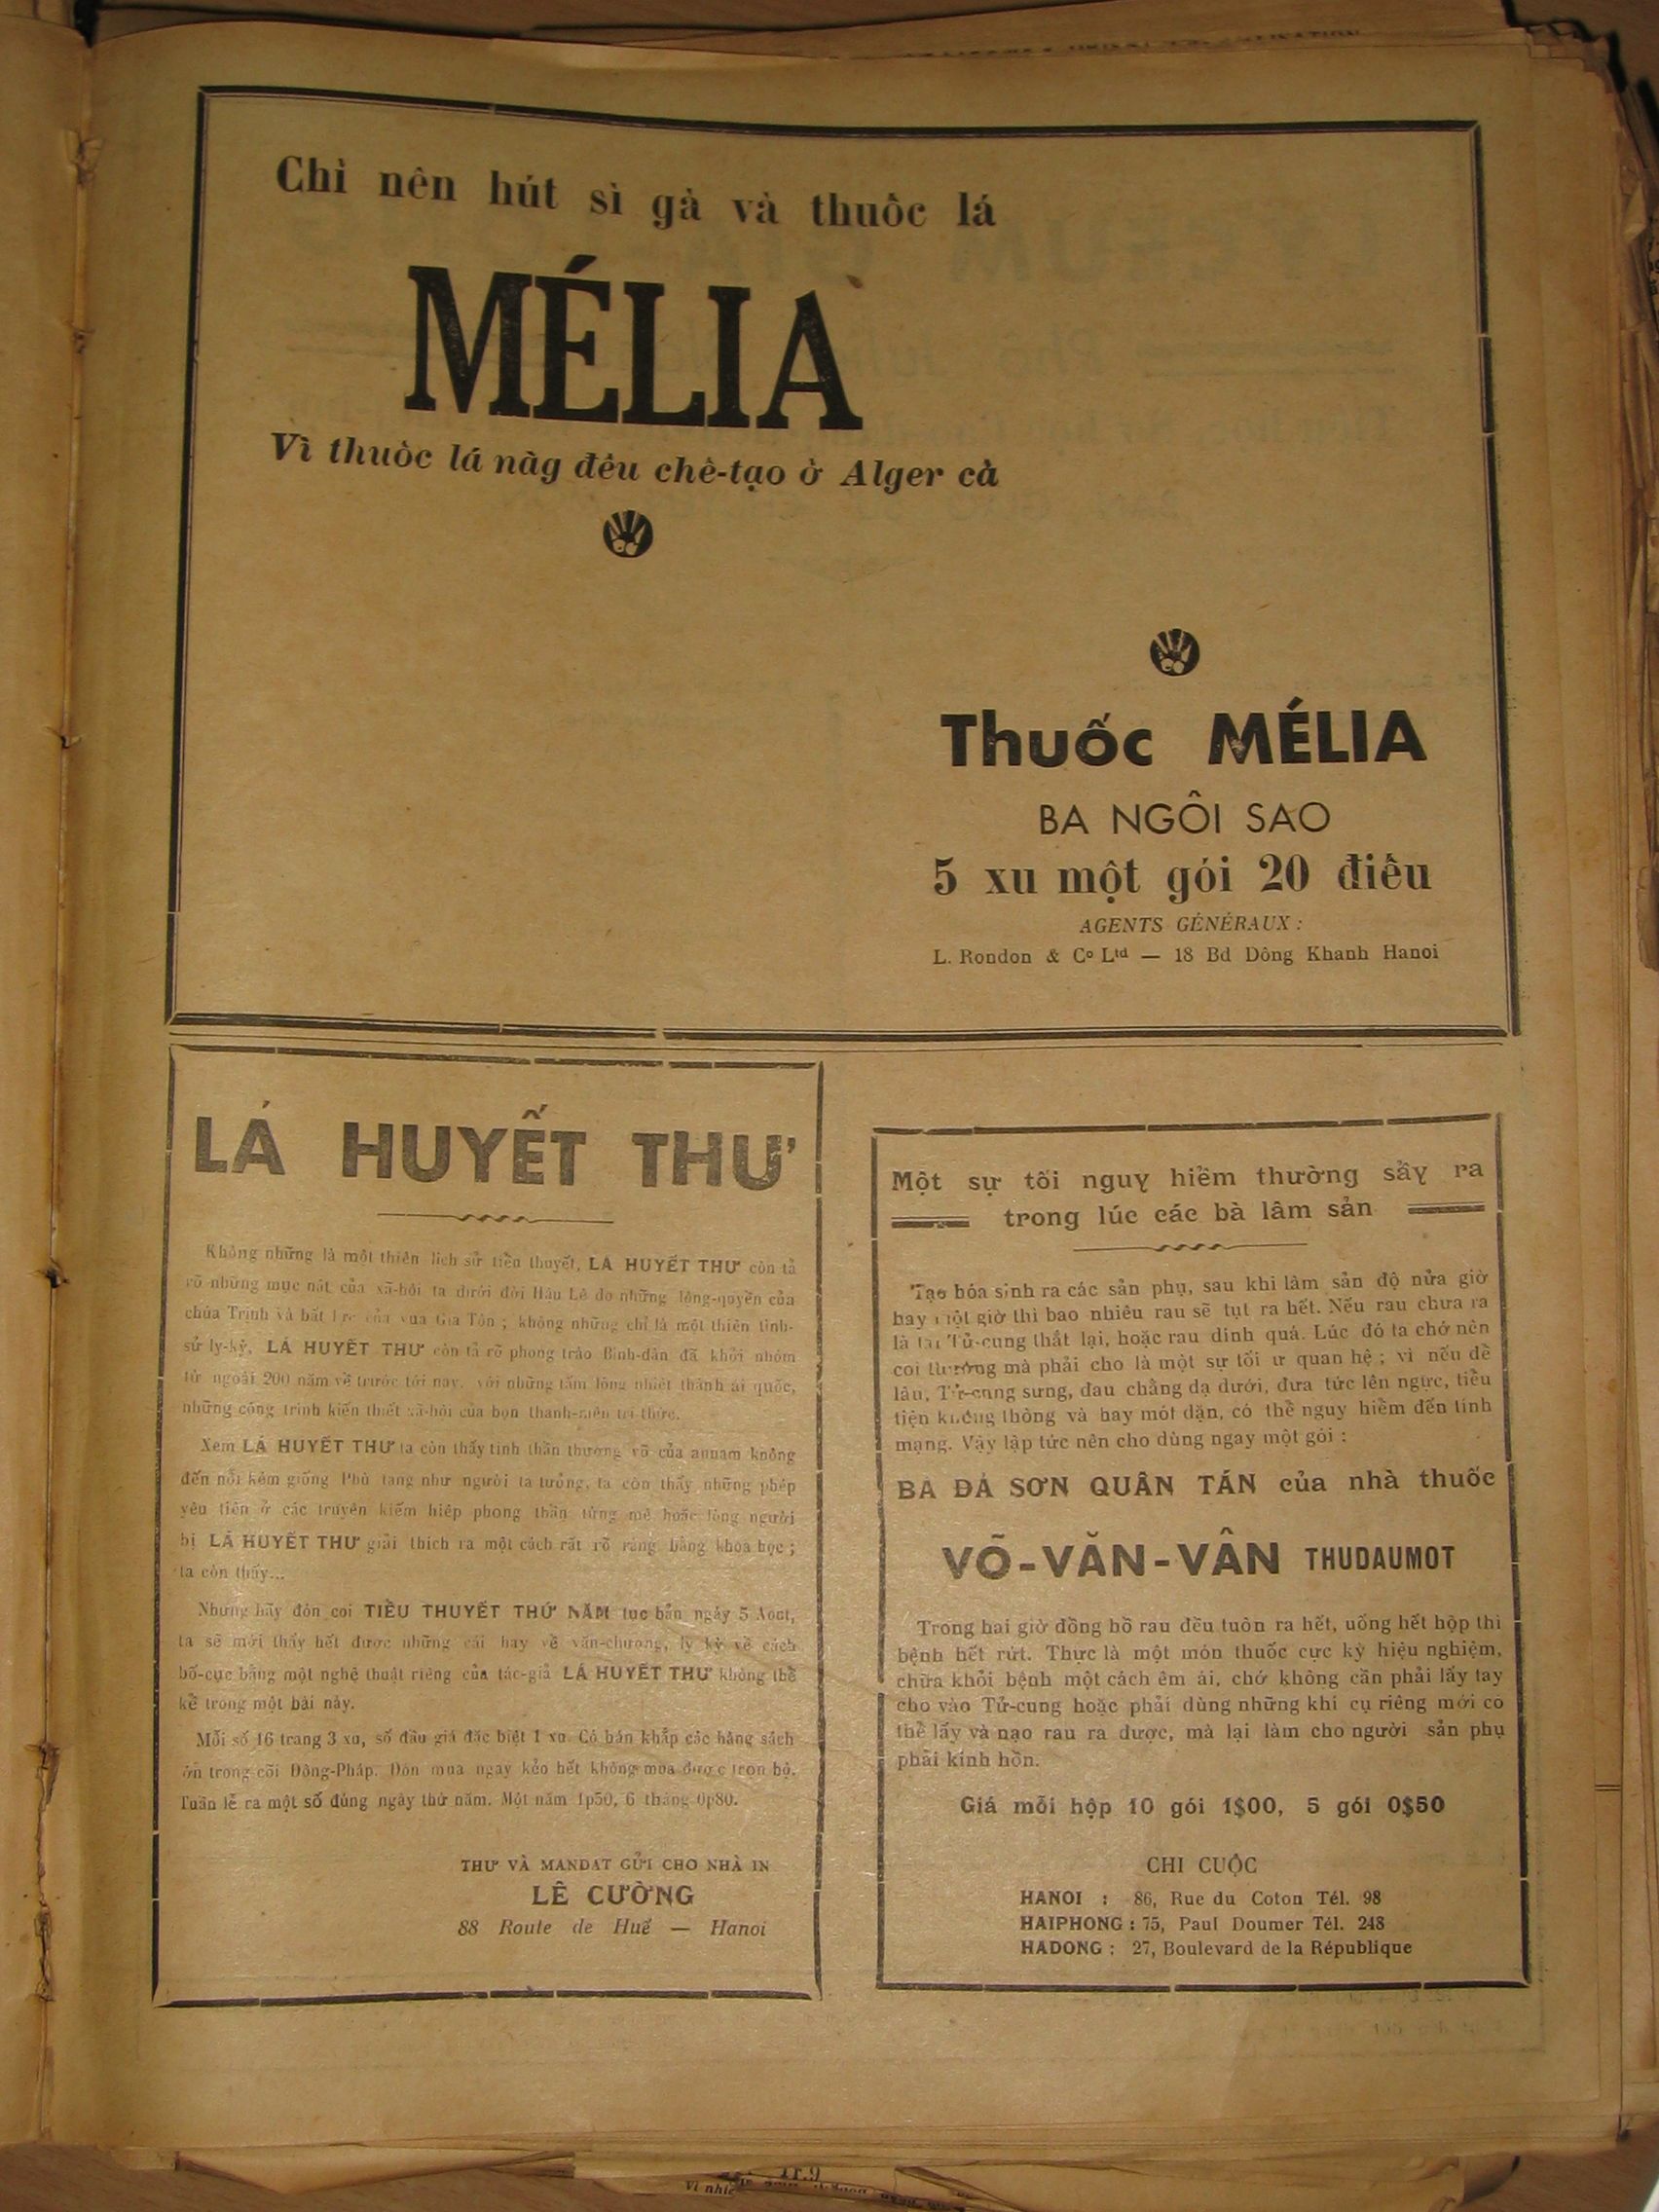 Chỉ nên hút sì gà và thuốc lá
MÉLIA
Vì thuốc lá này đều chế-tạo ở Alger cả
Thuốc MÉLIA
BA NGÔI SAO
5 xu một gói 20 điếu
AGENTS GÉNÉRAUX :
L. Rondon & Cº Ltd — 18 Bd Dông Khanh Hanoi
LÁ HUYẾT THƯ
Không những là một thiên lịch sử tiền thuyết, LÁ HUYẾT THƯ còn tả
rõ những mục nát của xã-hội ta dưới đời Hậu Lê do những lộng-quyền của
chúa Trịnh và bất của vua Gia Tôn ; không những chỉ là một thiên tình-
sử ly-kỳ, LÁ HUYẾT THƯ còn tả rõ phong trào Bình-dân đã khởi nhóm
từ ngoài 200 năm về trước tới nay, với những tấm lòng nhiệt thành ái quốc,
những công trình kiến thiết xã-hội của bọn thanh-niên trí-thức.
Xem LÁ HUYẾT THƯ ta còn thấy tinh thần thượng võ của annam không
đến nỗi kém giống Phù tang như người ta tưởng, ta còn thấy những phép
yêu tiên ở các truyện kiếm hiệp phong thần từng mê hoặc lòng người
bị LÁ HUYẾT THƯ giải thích ra một cách rất rõ ràng bằng khoa học ;
ta còn thấy...
Nhưng hãy đón coi TIỂU THUYẾT THỨ NĂM tục bản ngày 5 Aout,
ta sẽ mới thấy hết được những cái hay về văn-chương, ly kỳ về cách
bố-cục bằng một nghệ thuật riêng của tác-giả LÁ HUYẾT THƯ không thể
kể trong một bài này.
Mỗi số 16 trang 3 xu, số đầu giá đặc biệt 1 xu. Có bán khắp các hàng sách
ớn trong cõi Đông-Pháp. Đón mua ngay kẻo hết không mua được trọn bộ.
Tuần lễ ra một số đúng ngày thứ năm. Một năm 1p50, 6 tháng 0p80.
THƯ VÀ MANDAT GỬI CHO NHÀ IN
LÊ CƯỜNG
88 Route de Huế — Hanoi
Một sự tối nguy hiểm thường sẩy ra
trong lúc các bà lâm sản
Tạo hóa sinh ra các sản phụ, sau khi lâm sản độ nửa giờ
hay một giờ thì bao nhiêu rau sẽ tụt ra hết. Nếu rau chưa ra
là tại Tử-cung thắt lại, hoặc rau dính quá. Lúc đó ta chớ nên
coi thường mà phải cho là một sự tối ư quan hệ ; vì nếu để
lâu, Tử-cung sưng, đau chằng dạ dưới, đưa tức lên ngực, tiểu
tiện không thông và hay mót dặn, có thể nguy hiểm đến tính
mạng. Vậy lập tức nên cho dùng ngay một gói :
BÀ ĐẢ SƠN QUÂN TÁN của nhà thuốc
VÕ-VĂN-VÂN THUDAUMOT
Trong hai giờ đồng hồ rau đều tuôn ra hết, uống hết hộp thì
bệnh hết rứt. Thực là một món thuốc cực kỳ hiệu nghiệm,
chữa khỏi bệnh một cách êm ái, chớ không cần phải lấy tay
cho vào Tử-cung hoặc phải dùng những khí cụ riêng mới có
thể lấy và nạo rau ra được, mà lại làm cho người sản phụ
phải kinh hồn.
Giá mỗi hộp 10 gói 1$00, 5 gói 0$50
CHI CUỘC
HANOI : 86, Rue du Coton Tél. 98
HAIPHONG : 75, Paul Doumer Tél. 248
HADONG : 27, Boulevard de la République